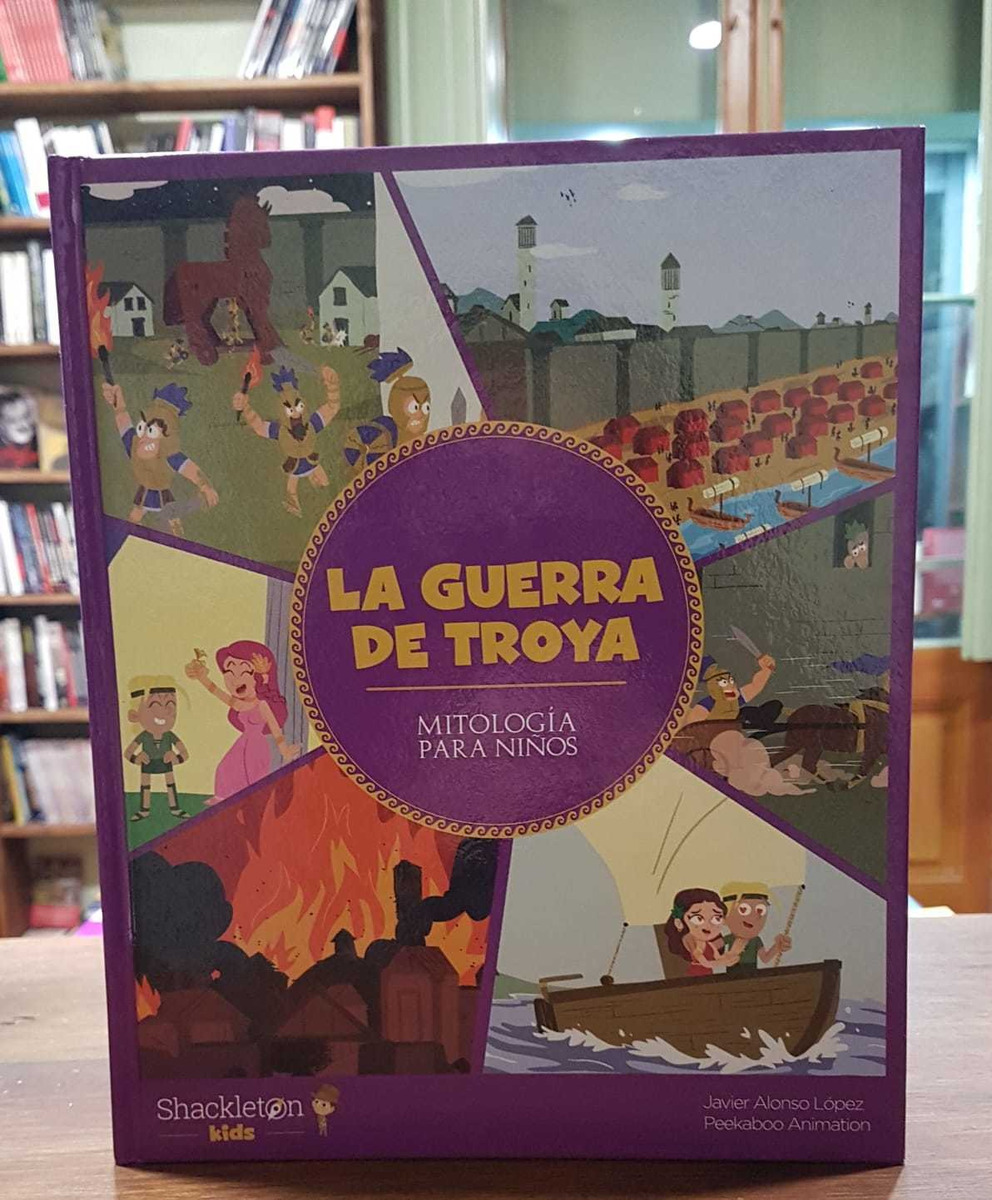 LA GUERRA
DE TROYA
MITOLOGÍA
PARA NIÑOS
Shackleton
kids
Javier Alonso López
Peekaboo Animation